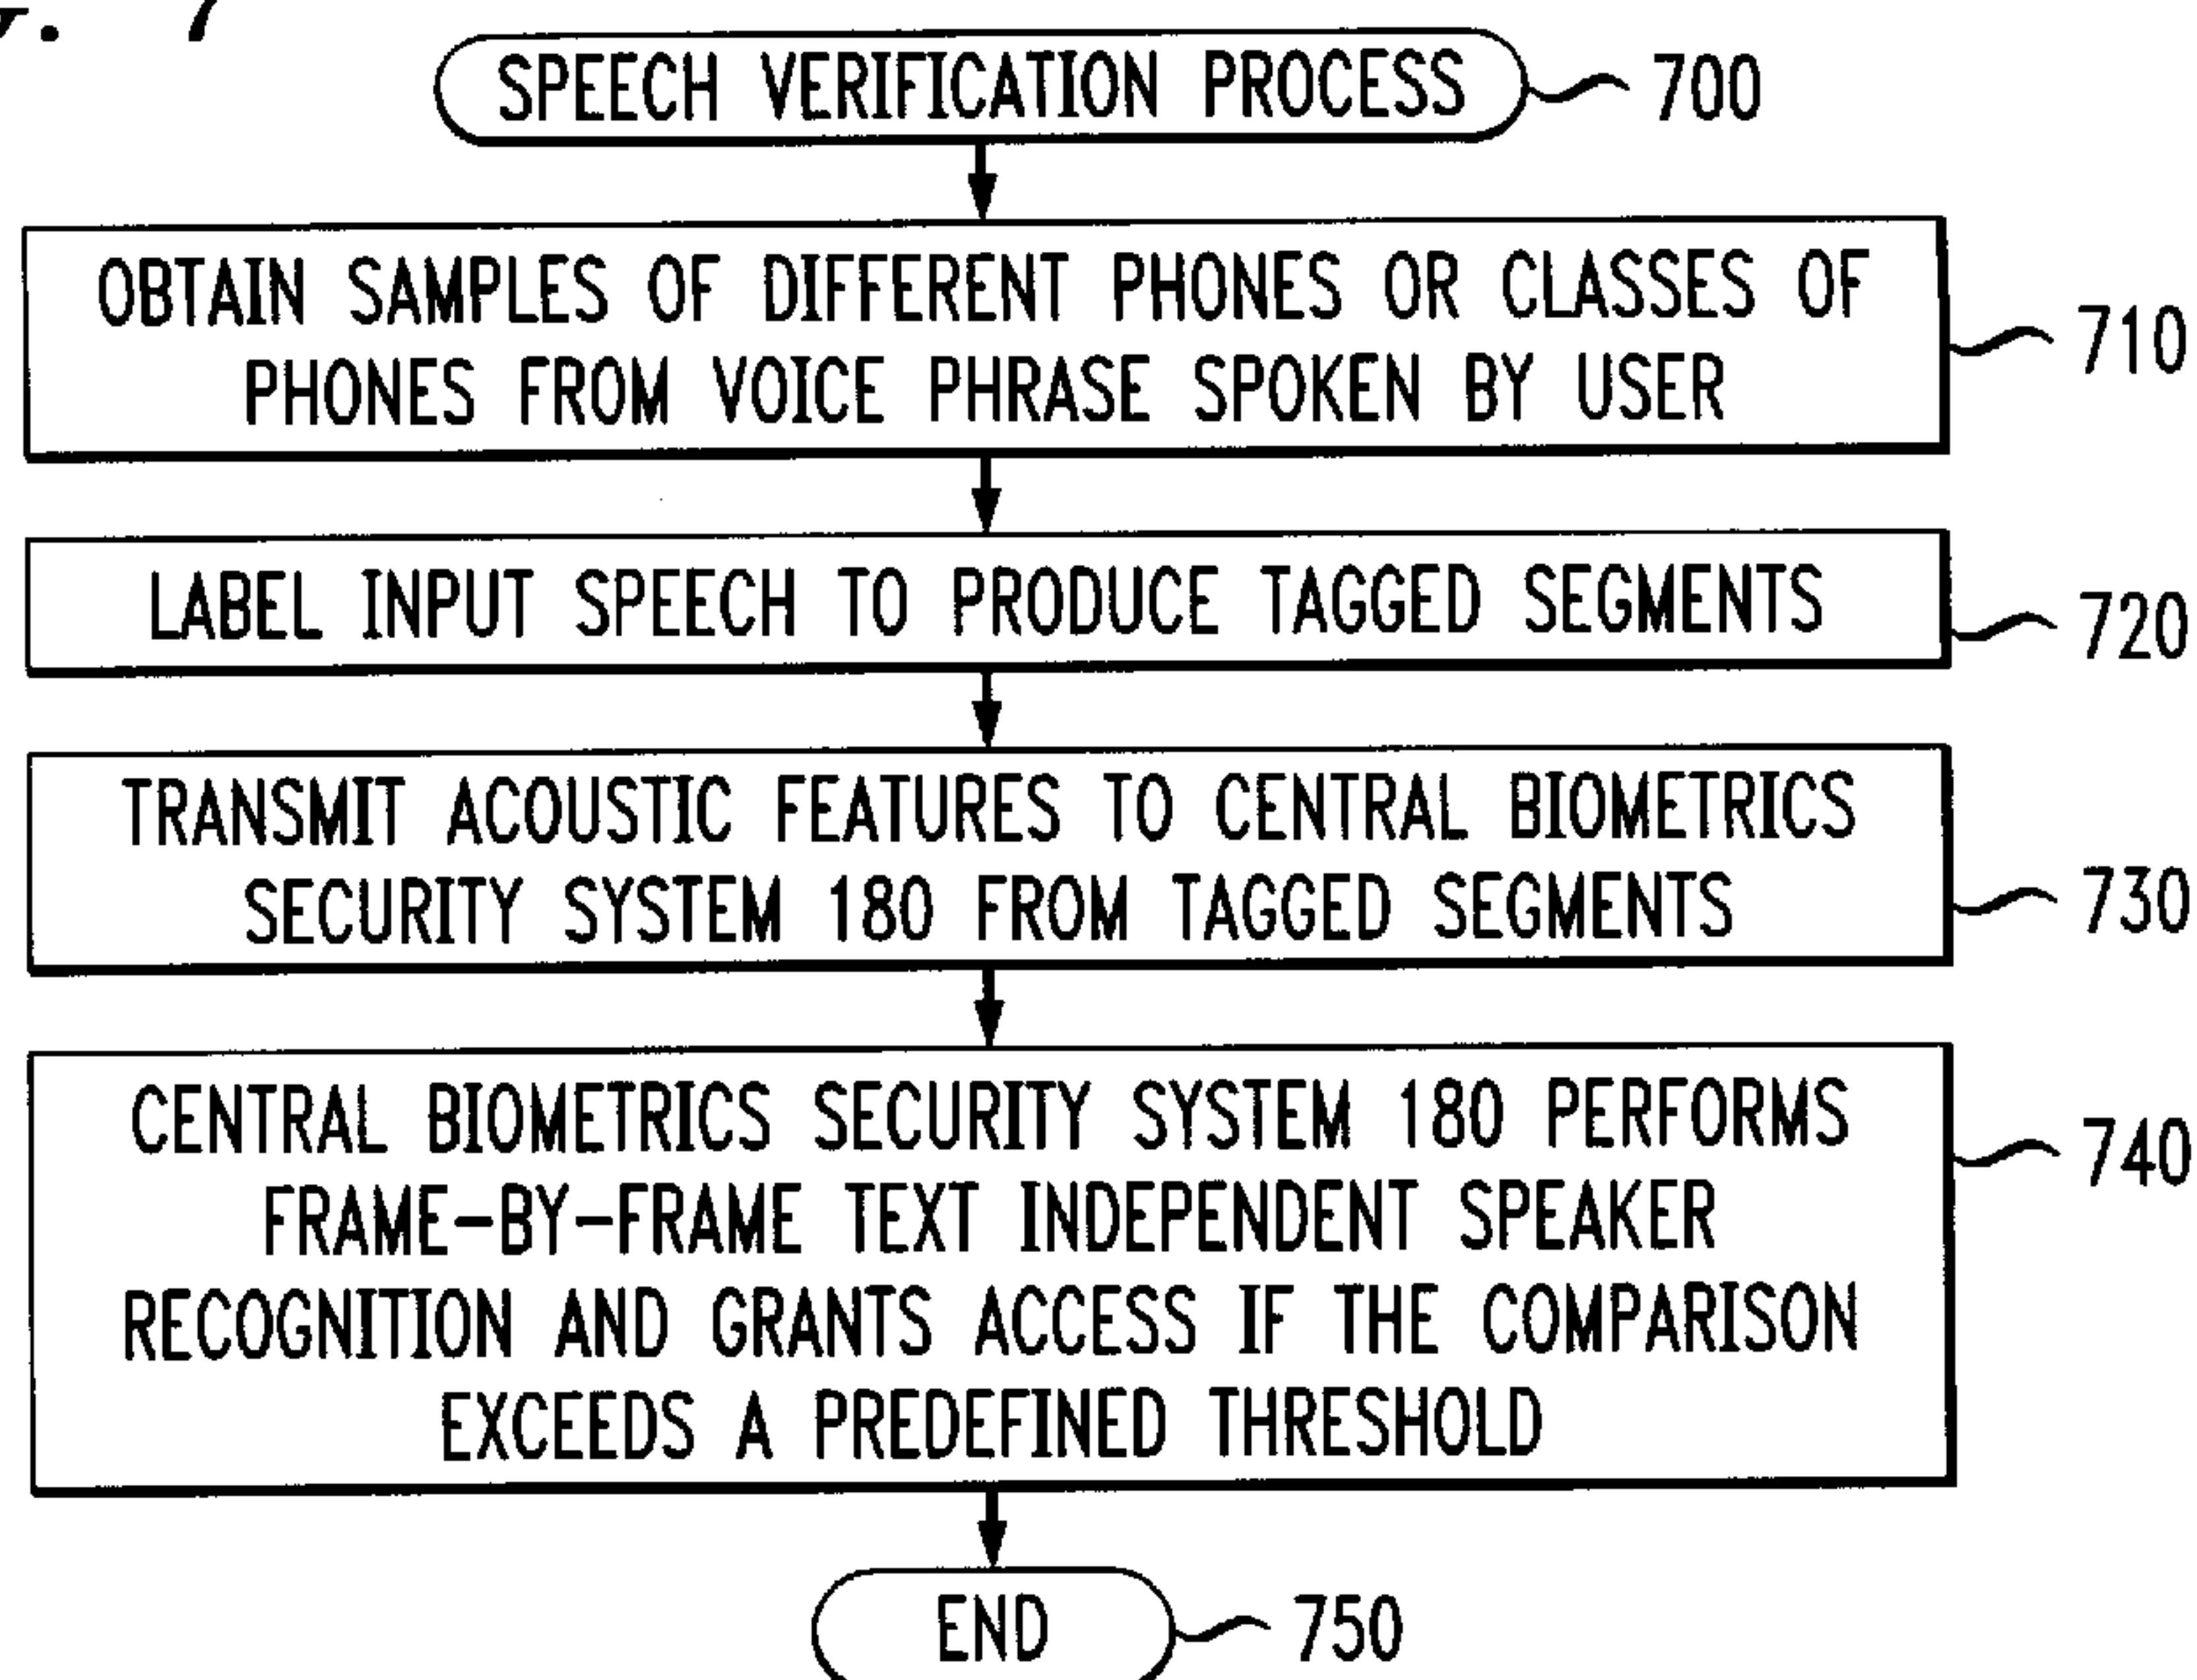 7
SPEECH VERIFICATION PROCESS
700
OBTAIN SAMPLES OF DIFFERENT PHONES OR CLASSES OF
PHONES FROM VOICE PHRASE SPOKEN BY USER
710
LABEL INPUT SPEECH TO PRODUCE TAGGED SEGMENTS
720
TRANSMIT ACOUSTIC FEATURES TO CENTRAL BIOMETRICS
SECURITY SYSTEM 180 FROM TAGGED SEGMENTS
730
CENTRAL BIOMETRICS SECURITY SYSTEM 180 PERFORMS
FRAME-BY-FRAME TEXT INDEPENDENT SPEAKER
RECOGNITION AND GRANTS ACCESS IF THE COMPARISON
EXCEEDS A PREDEFINED THRESHOLD
740
END
750